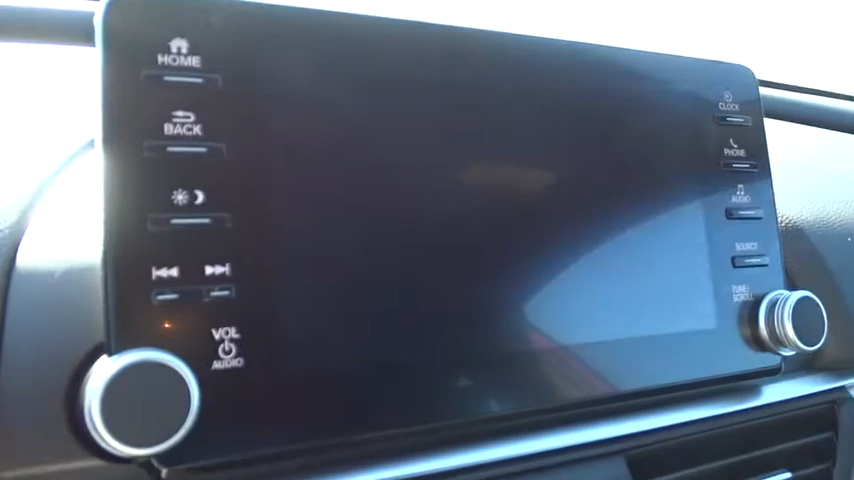 HOME
BACK
VOL
AUDIO
CLOCK
PHONE
AUDIO
SOURCE
TUNE/
SCROLL